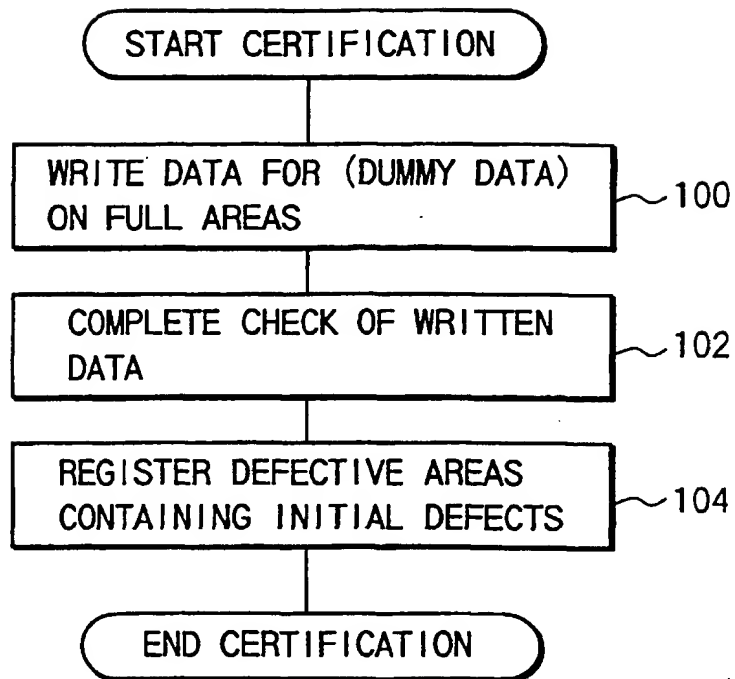 START CERTIFICATION
WRITE DATA FOR (DUMMY DATA)
ON FULL AREAS
100
COMPLETE CHECK OF WRITTEN
DATA
102
REGISTER DEFECTIVE AREAS
CONTAINING INITIAL DEFECTS
104
END CERTIFICATION